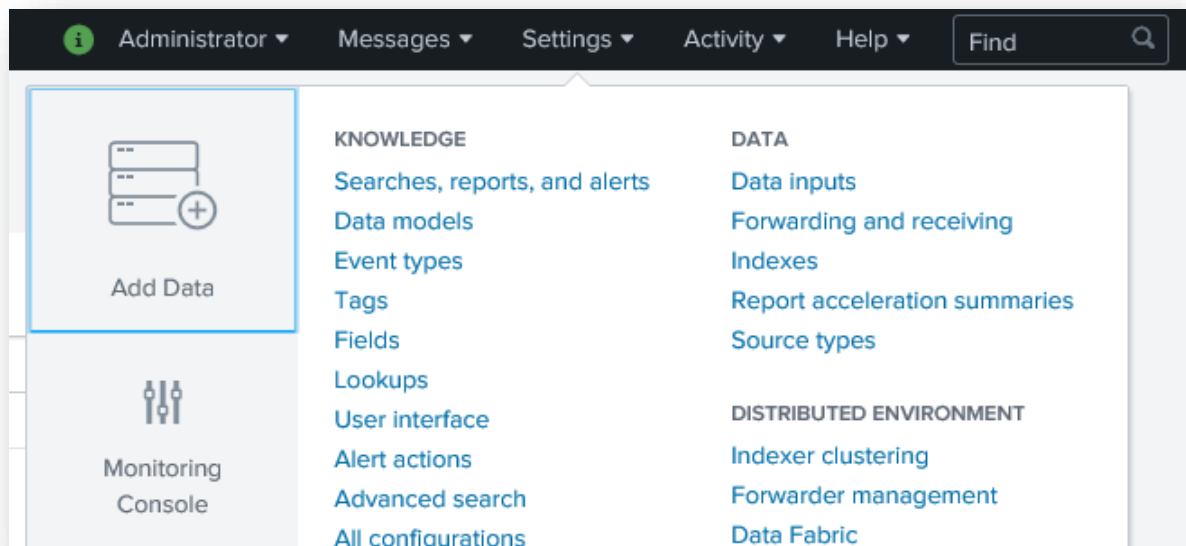 i Administrator Messages Settings Activity Help Find
Add Data
Monitoring
Console
KNOWLEDGE
Searches, reports, and alerts
Data models
Event types
Tags
Fields
Lookups
User interface
Alert actions
Advanced search
All configurations
DATA
Data inputs
Forwarding and receiving
Indexes
Report acceleration summaries
Source types
DISTRIBUTED ENVIRONMENT
Indexer clustering
Forwarder management
Data Fabric